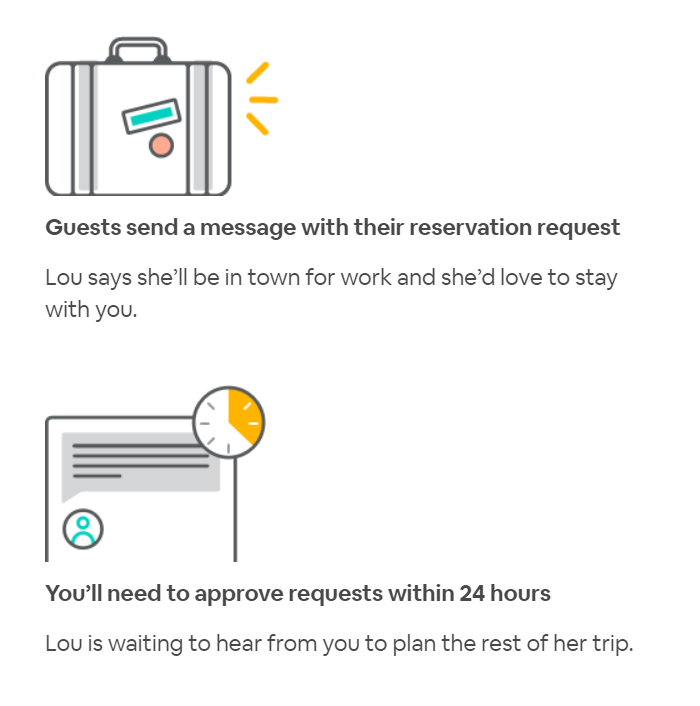 Guests send a message with their reservation request
Lou says she’ll be in town for work and she’d love to stay
with you.
You’ll need to approve requests within 24 hours
Lou is waiting to hear from you to plan the rest of her trip.